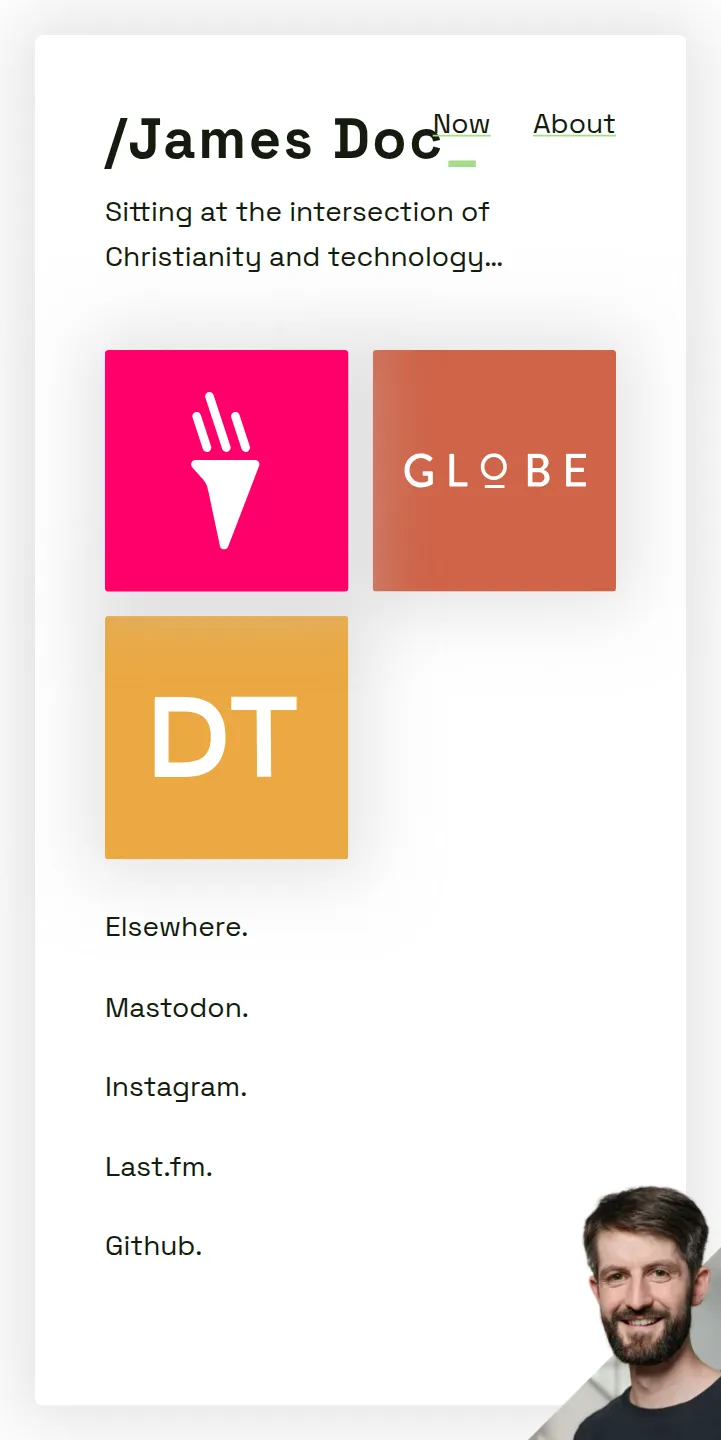 /James Doc_
Now About
Sitting at the intersection of
Christianity and technology…
GLOBE
DT
Elsewhere.
Mastodon.
Instagram.
Last.fm.
Github.